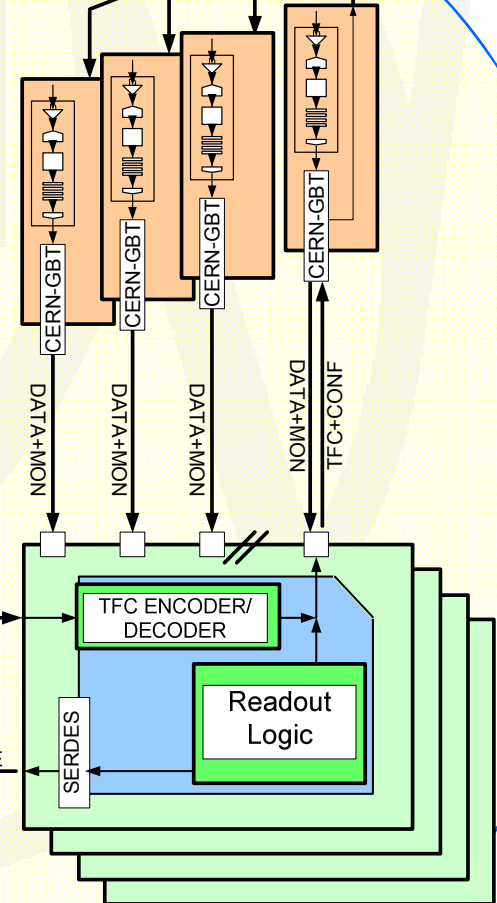 CERN-GBT
CERN-GBT
CERN-GBT
CERN-GBT
DATA+MON
DATA+MON
DATA+MON
DATA+MON
TFC+CONF
TFC ENCODER/
DECODER
Readout
Logic
SERDES